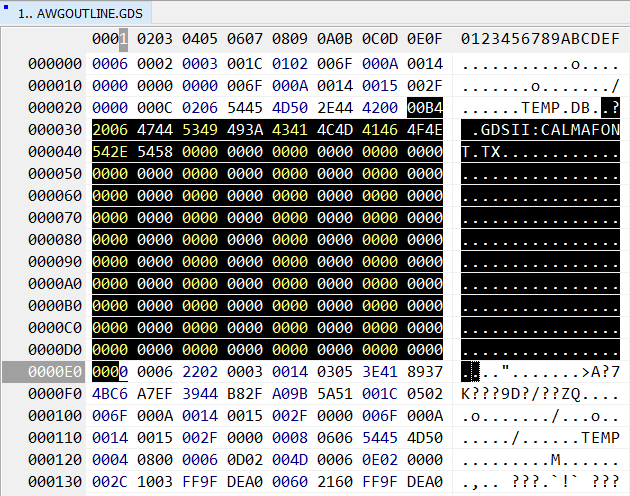 1.. AWGOUTLINE.GDS
0001 0203 0405 0607 0809 0A0B 0C0D 0E0F 0123456789ABCDEF
000000 0006 0002 0003 001C 0102 006F 000A 0014 ...........o....
000010 0000 0000 0000 006F 000A 0014 0015 002F .......o......./
000020 0000 000C 0206 5445 4D50 2E44 4200 00B4 ......TEMP.DB..?
000030 2006 4744 5349 493A 4341 4C4D 4146 4F4E .GDSII:CALMAFON
000040 542E 5458 0000 0000 0000 0000 0000 0000 T.TX............
000050 0000 0000 0000 0000 0000 0000 0000 0000 ................
000060 0000 0000 0000 0000 0000 0000 0000 0000 ................
000070 0000 0000 0000 0000 0000 0000 0000 0000 ................
000080 0000 0000 0000 0000 0000 0000 0000 0000 ................
000090 0000 0000 0000 0000 0000 0000 0000 0000 ................
0000A0 0000 0000 0000 0000 0000 0000 0000 0000 ................
0000B0 0000 0000 0000 0000 0000 0000 0000 0000 ................
0000C0 0000 0000 0000 0000 0000 0000 0000 0000 ................
0000D0 0000 0000 0000 0000 0000 0000 0000 0000 ................
0000E0 0000 0006 2202 0003 0014 0305 3E41 8937 ....".......>A?7
0000F0 4BC6 A7EF 3944 B82F A09B 5A51 001C 0502 K???9D?/??ZQ....
000100 006F 000A 0014 0015 002F 0000 006F 000A .o......./...o..
000110 0014 0015 002F 0000 0008 0606 5445 4D50 ...../......TEMP
000120 0004 0800 0006 0D02 004D 0006 0E02 0000 .........M......
000130 002C 1003 FF9F DEA0 0060 2160 FF9F DEA0 .,.. ???.`!` ???